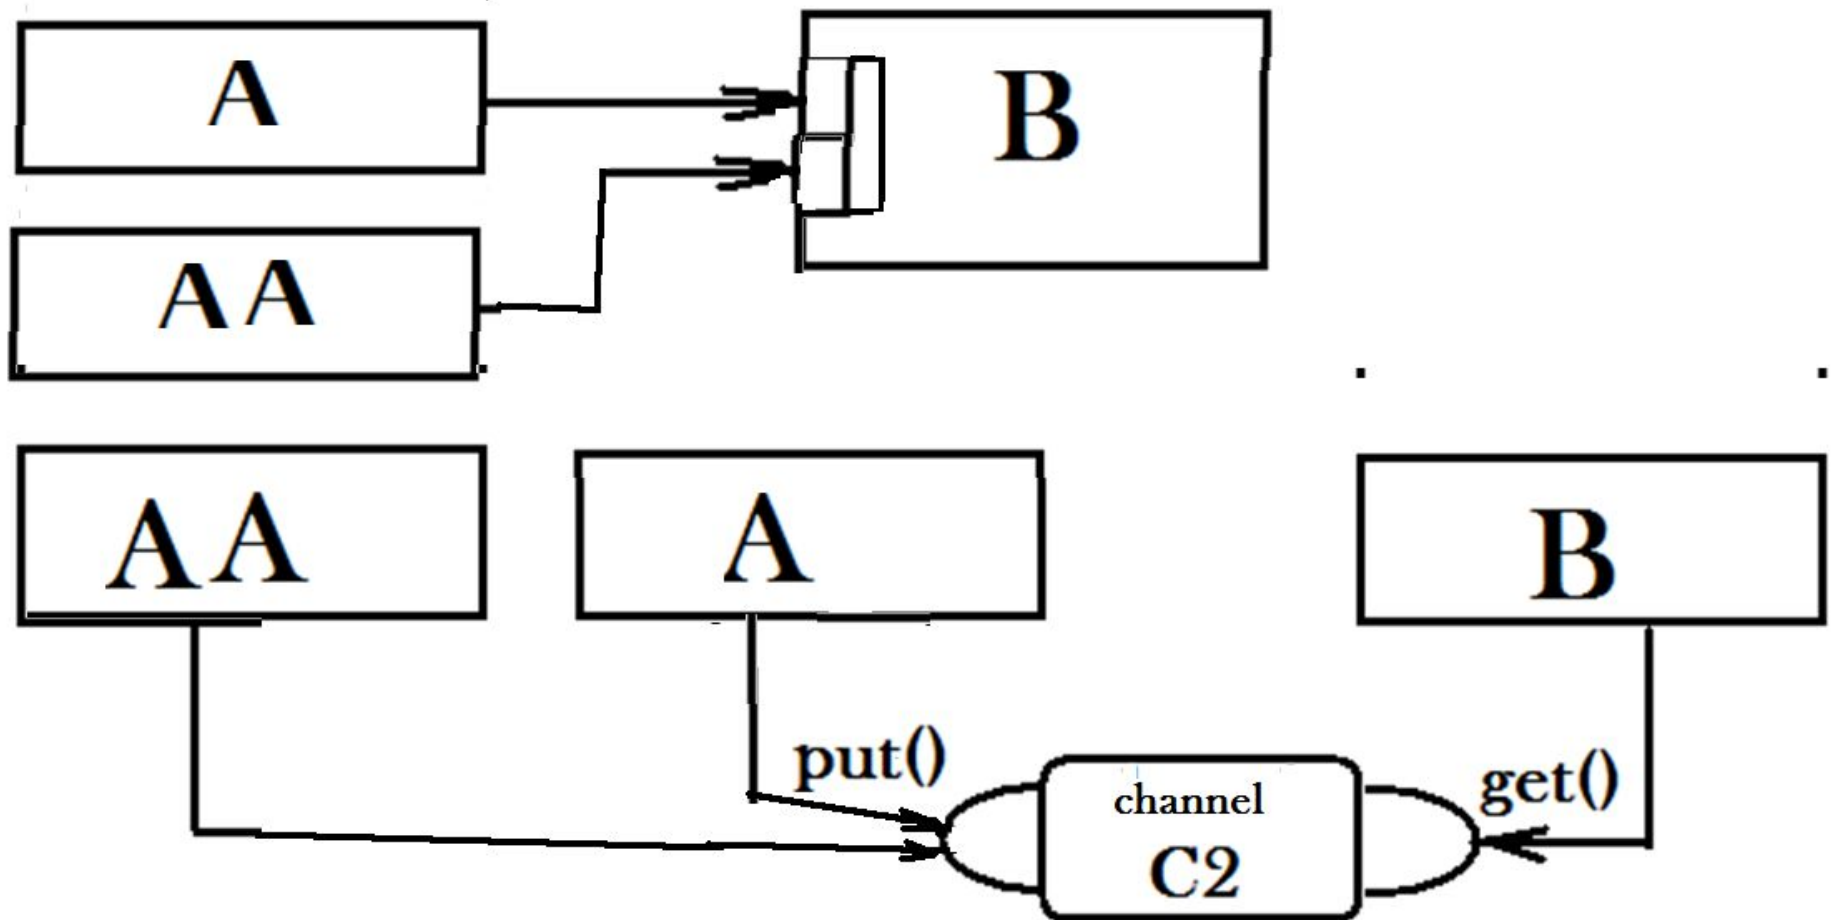 A
B
AA
AA
A
B
put()
get()
channel
C2